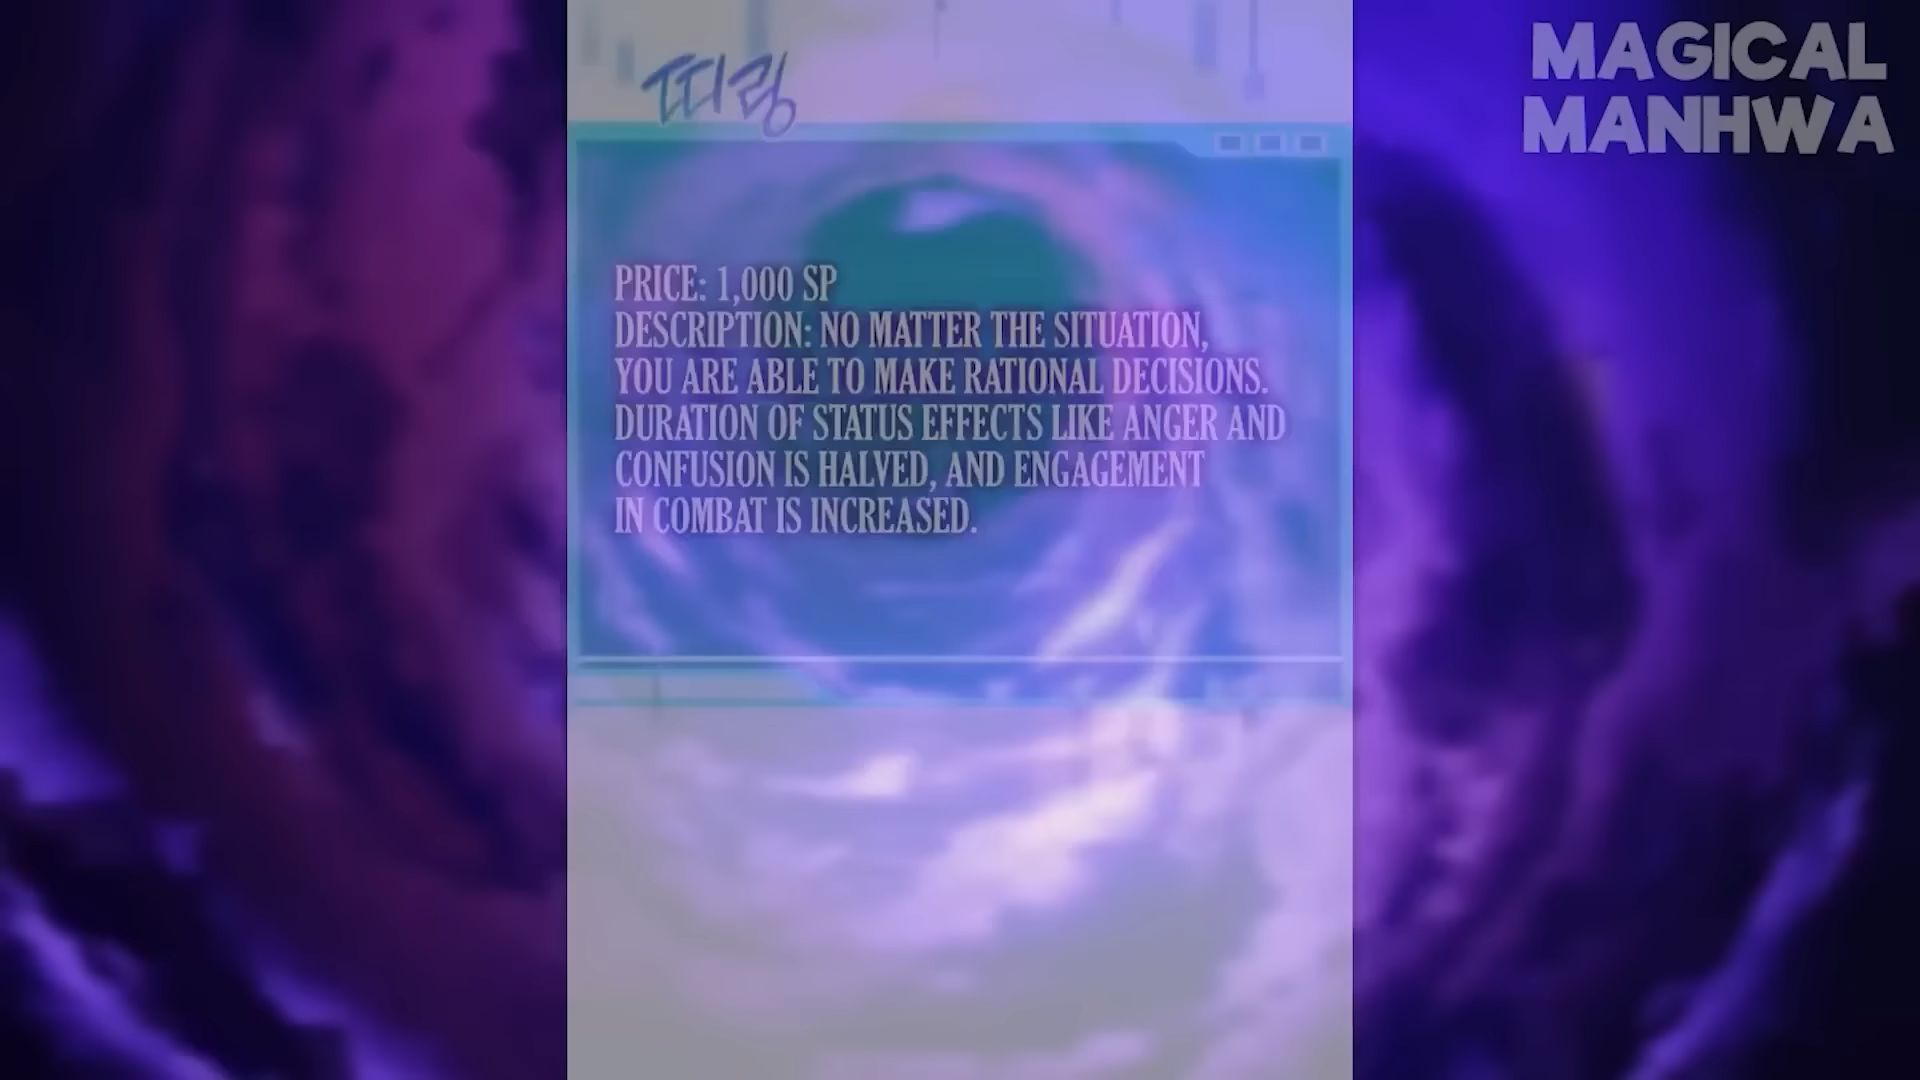 MAGICAL
MANHWA
띠링
PRICE: 1,000 SP
DESCRIPTION: NO MATTER THE SITUATION,
YOU ARE ABLE TO MAKE RATIONAL DECISIONS.
DURATION OF STATUS EFFECTS LIKE ANGER AND
CONFUSION IS HALVED, AND ENGAGEMENT
IN COMBAT IS INCREASED.